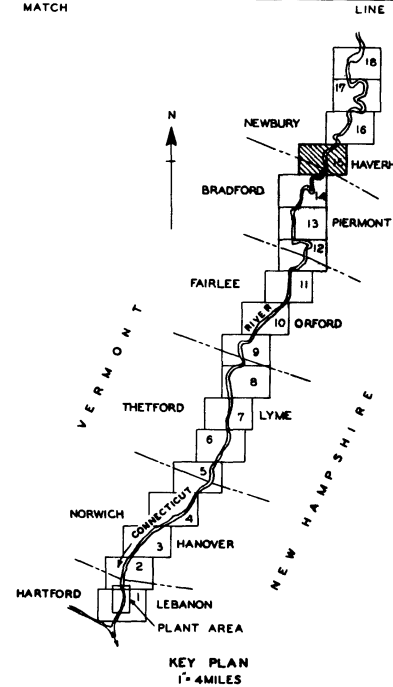 MATCH LINE
18
17
N
NEWBURY 16
15 HAVERH
BRADFORD 14
13 PIERMONT
12
FAIRLEE 11
RIVER 10 ORFORD
9
VERMONT
8
THETFORD 7 LYME
6
NEW HAMPSHIRE
5
NORWICH CONNECTICUT 4
3 HANOVER
2
HARTFORD 1 LEBANON
PLANT AREA
KEY PLAN
1"=4MILES